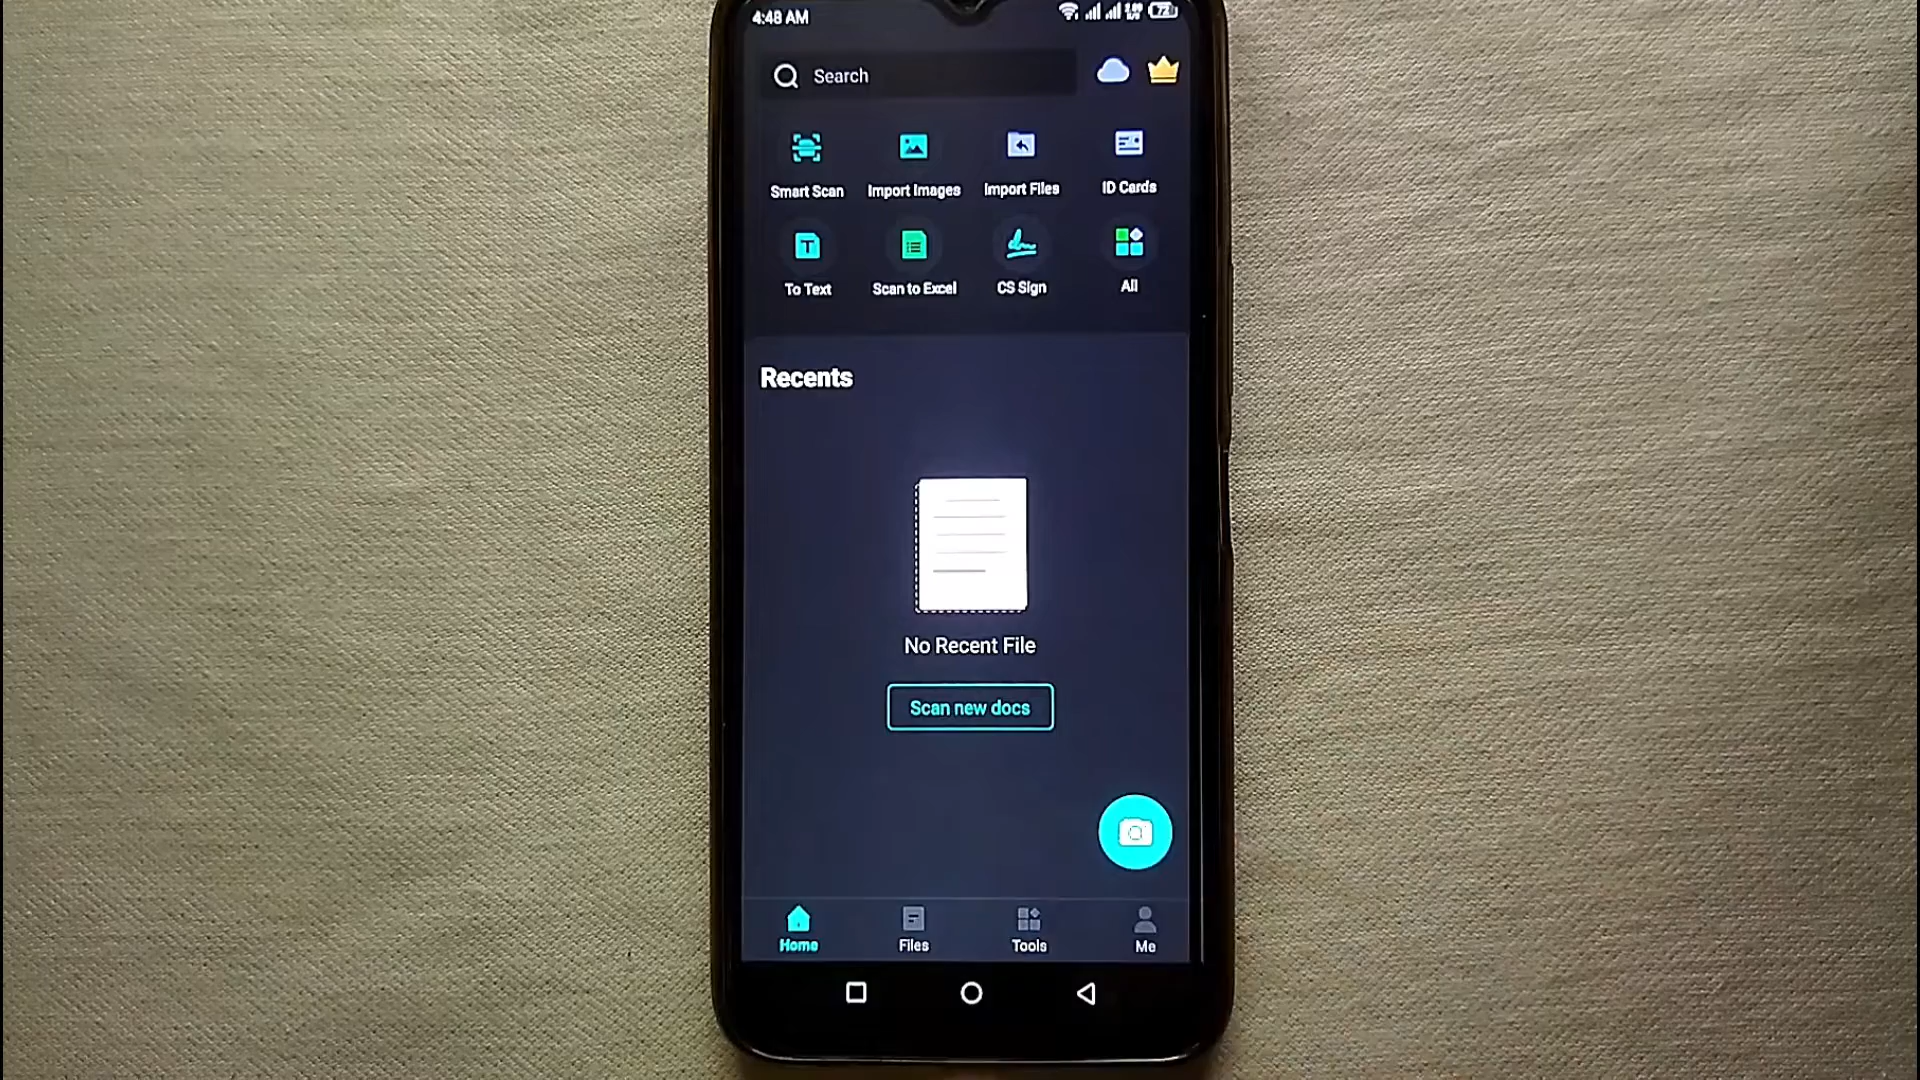 4:48 AM
72
Search
Smart Scan
Import Images
Import Files
ID Cards
To Text
Scan to Excel
CS Sign
All
Recents
No Recent File
Scan new docs
Home
Files
Tools
Me